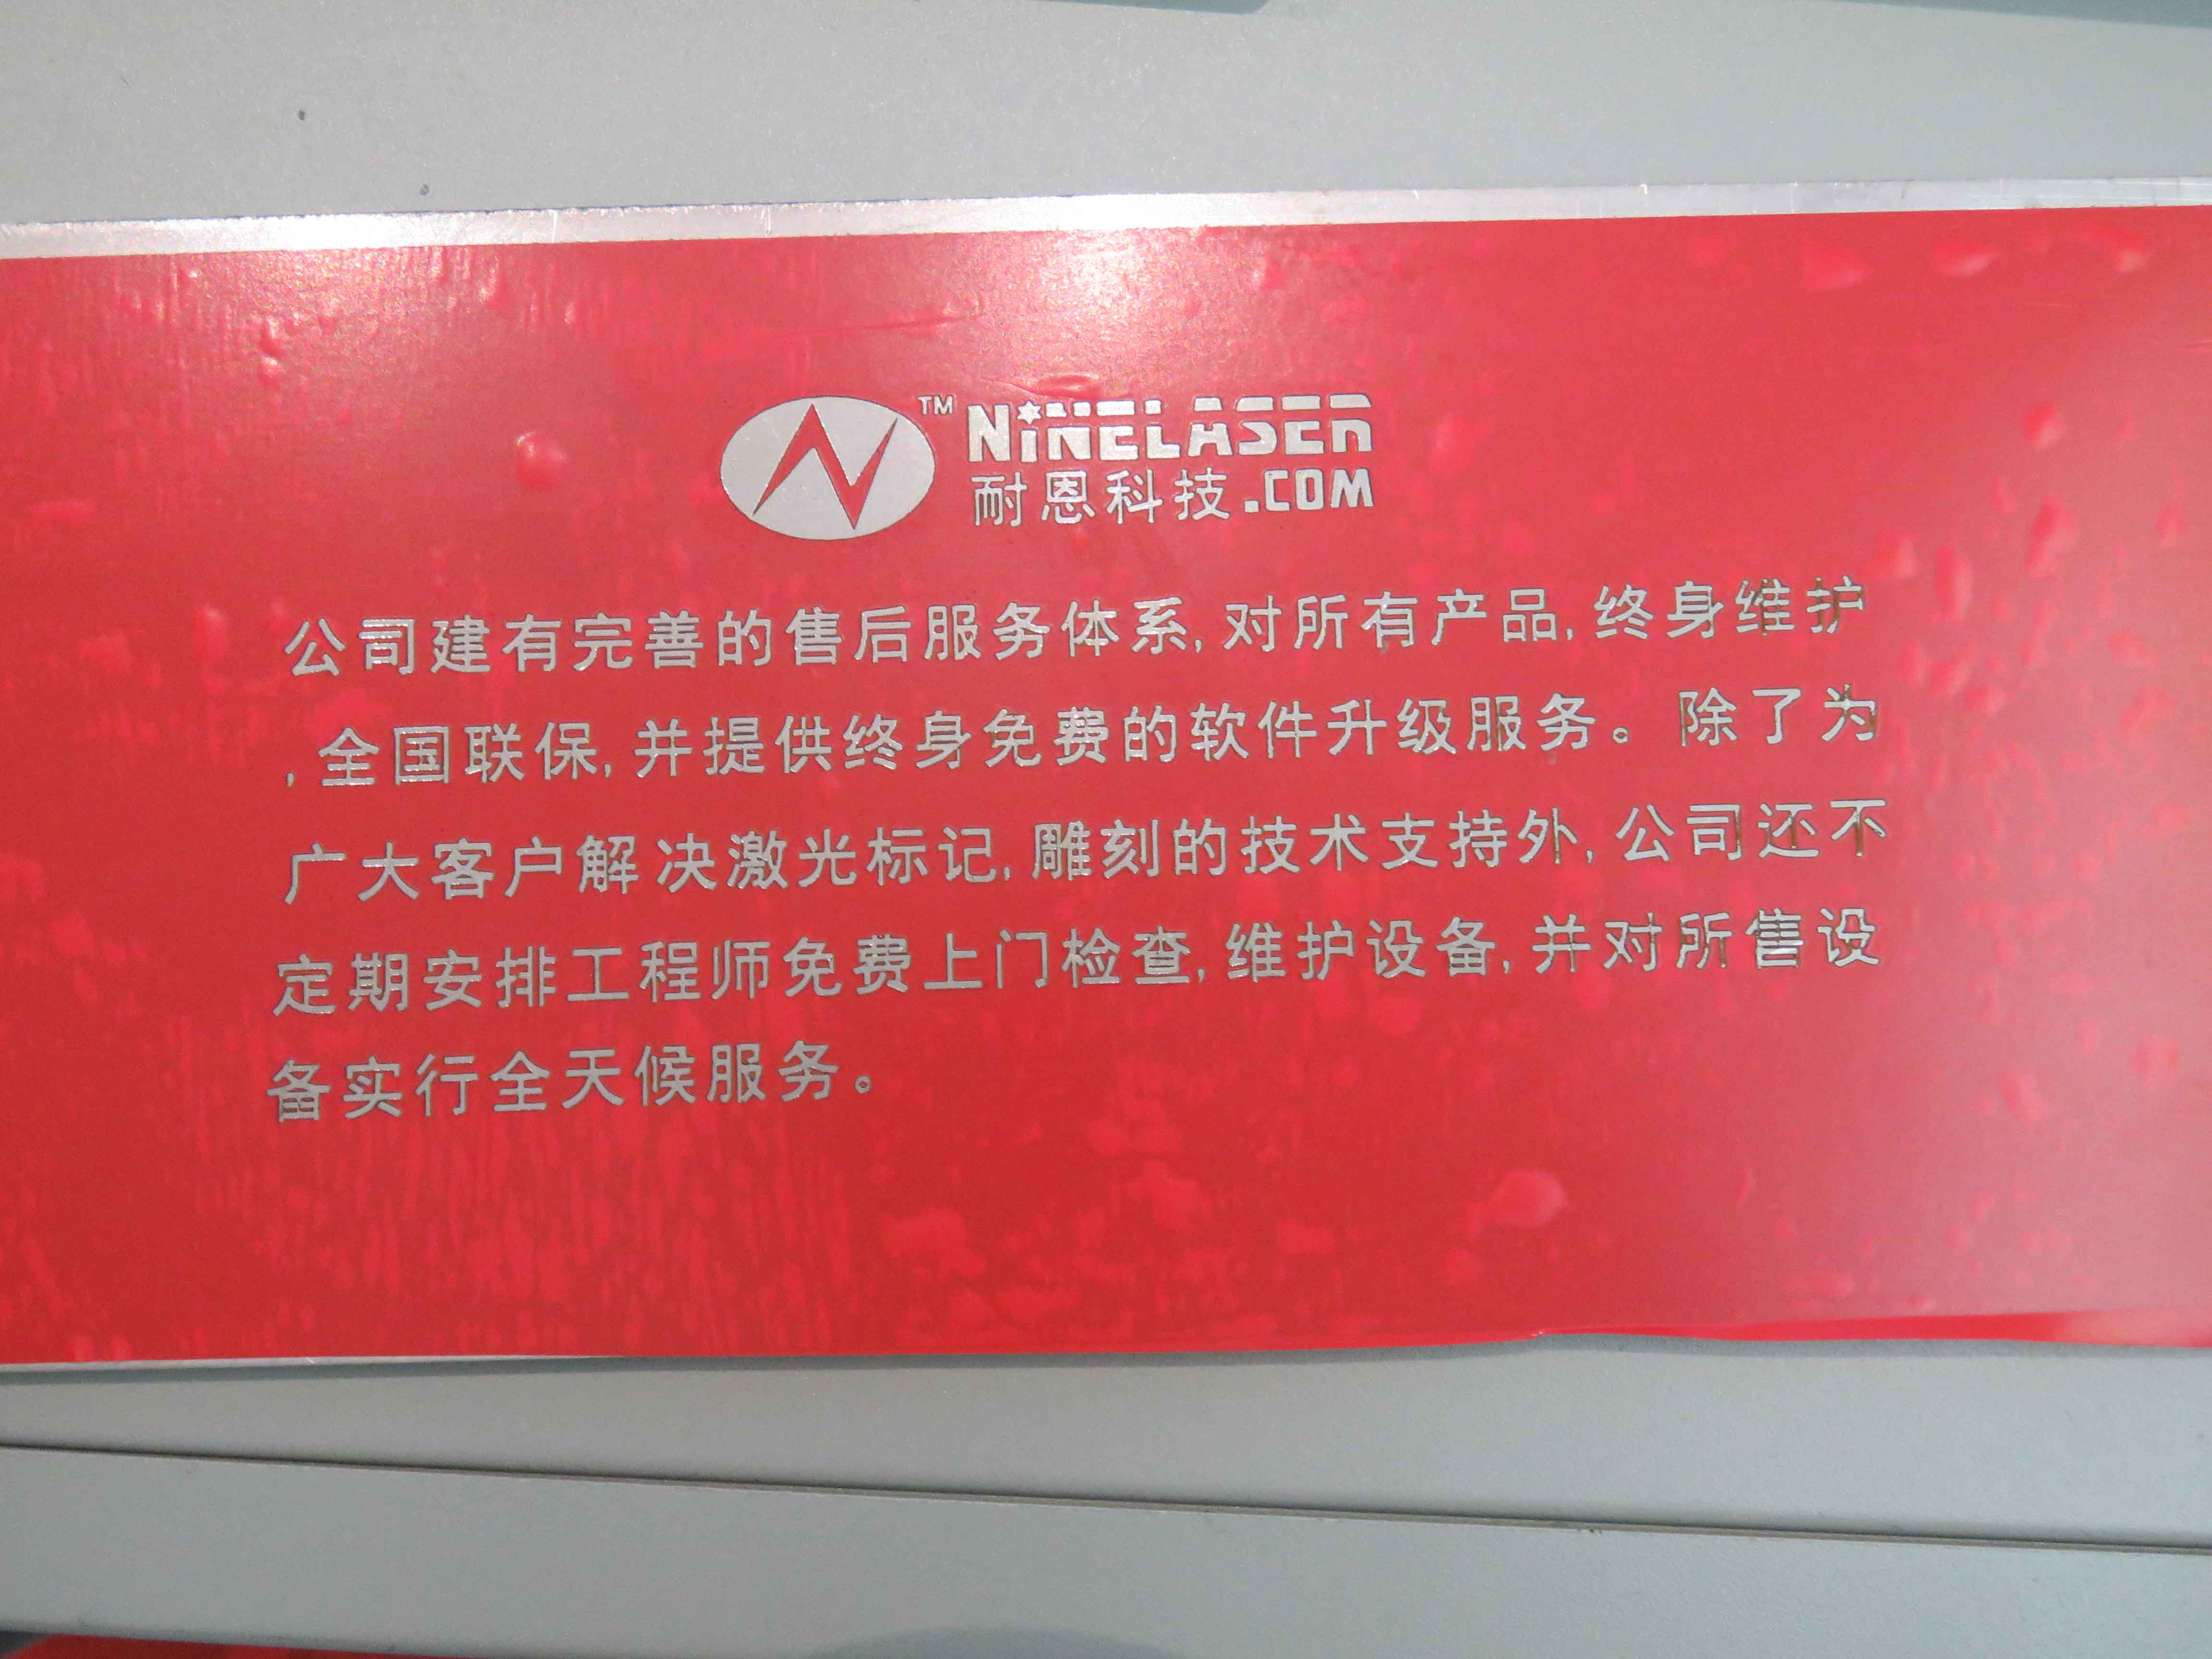 TM NiNELASER
耐恩科技.COM
公司建有完善的售后服务体系,对所有产品,终身维护
,全国联保,并提供终身免费的软件升级服务。除了为
广大客户解决激光标记,雕刻的技术支持外,公司还不
定期安排工程师免费上门检查,维护设备,并对所售设
备实行全天候服务。